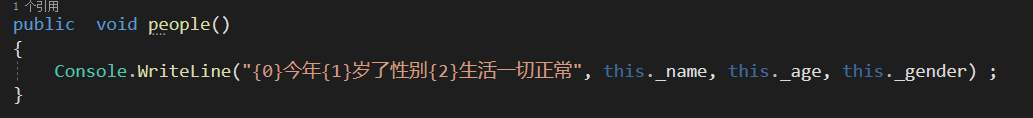 1 个引用
public  void people()
{
    Console.WriteLine("{0}今年{1}岁了性别{2}生活一切正常", this._name, this._age, this._gender) ;
}